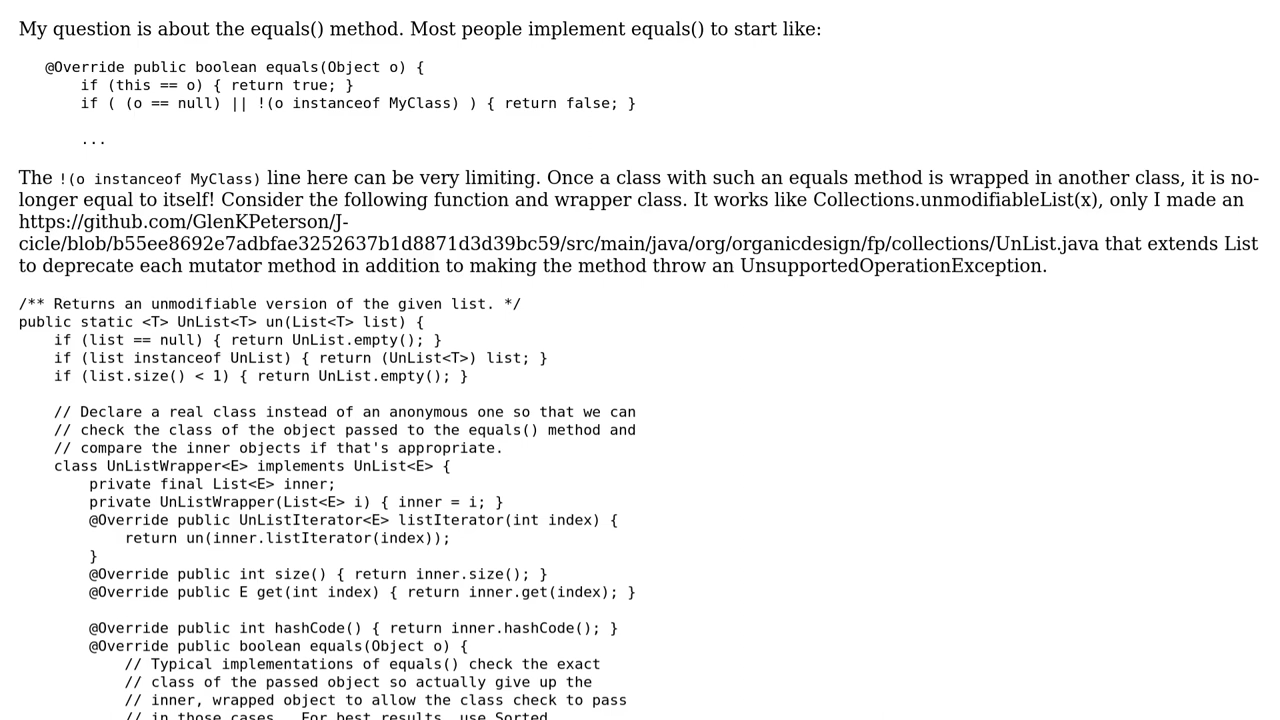 My question is about the equals() method. Most people implement equals() to start like:
@Override public boolean equals(Object o) {
if (this == o) { return true; }
if ( (o == null) || !(o instanceof MyClass) ) { return false; }
...
The !(o instanceof MyClass) line here can be very limiting. Once a class with such an equals method is wrapped in another class, it is no-
longer equal to itself! Consider the following function and wrapper class. It works like Collections.unmodifiableList(x), only I made an
https://github.com/GlenKPeterson/J-
cicle/blob/b55ee8692e7adbfae3252637b1d8871d3d39bc59/src/main/java/org/organicdesign/fp/collections/UnList.java that extends List
to deprecate each mutator method in addition to making the method throw an UnsupportedOperationException.
/** Returns an unmodifiable version of the given list. */
public static <T> UnList<T> un(List<T> list) {
if (list == null) { return UnList.empty(); }
if (list instanceof UnList) { return (UnList<T>) list; }
if (list.size() < 1) { return UnList.empty(); }
// Declare a real class instead of an anonymous one so that we can
// check the class of the object passed to the equals() method and
// compare the inner objects if that's appropriate.
class UnListWrapper<E> implements UnList<E> {
private final List<E> inner;
private UnListWrapper(List<E> i) { inner = i; }
@Override public UnListIterator<E> listIterator(int index) {
return un(inner.listIterator(index));
}
@Override public int size() { return inner.size(); }
@Override public E get(int index) { return inner.get(index); }
@Override public int hashCode() { return inner.hashCode(); }
@Override public boolean equals(Object o) {
// Typical implementations of equals() check the exact
// class of the passed object so actually give up the
// inner, wrapped object to allow the class check to pass
// in those cases. For best results, use Sorted